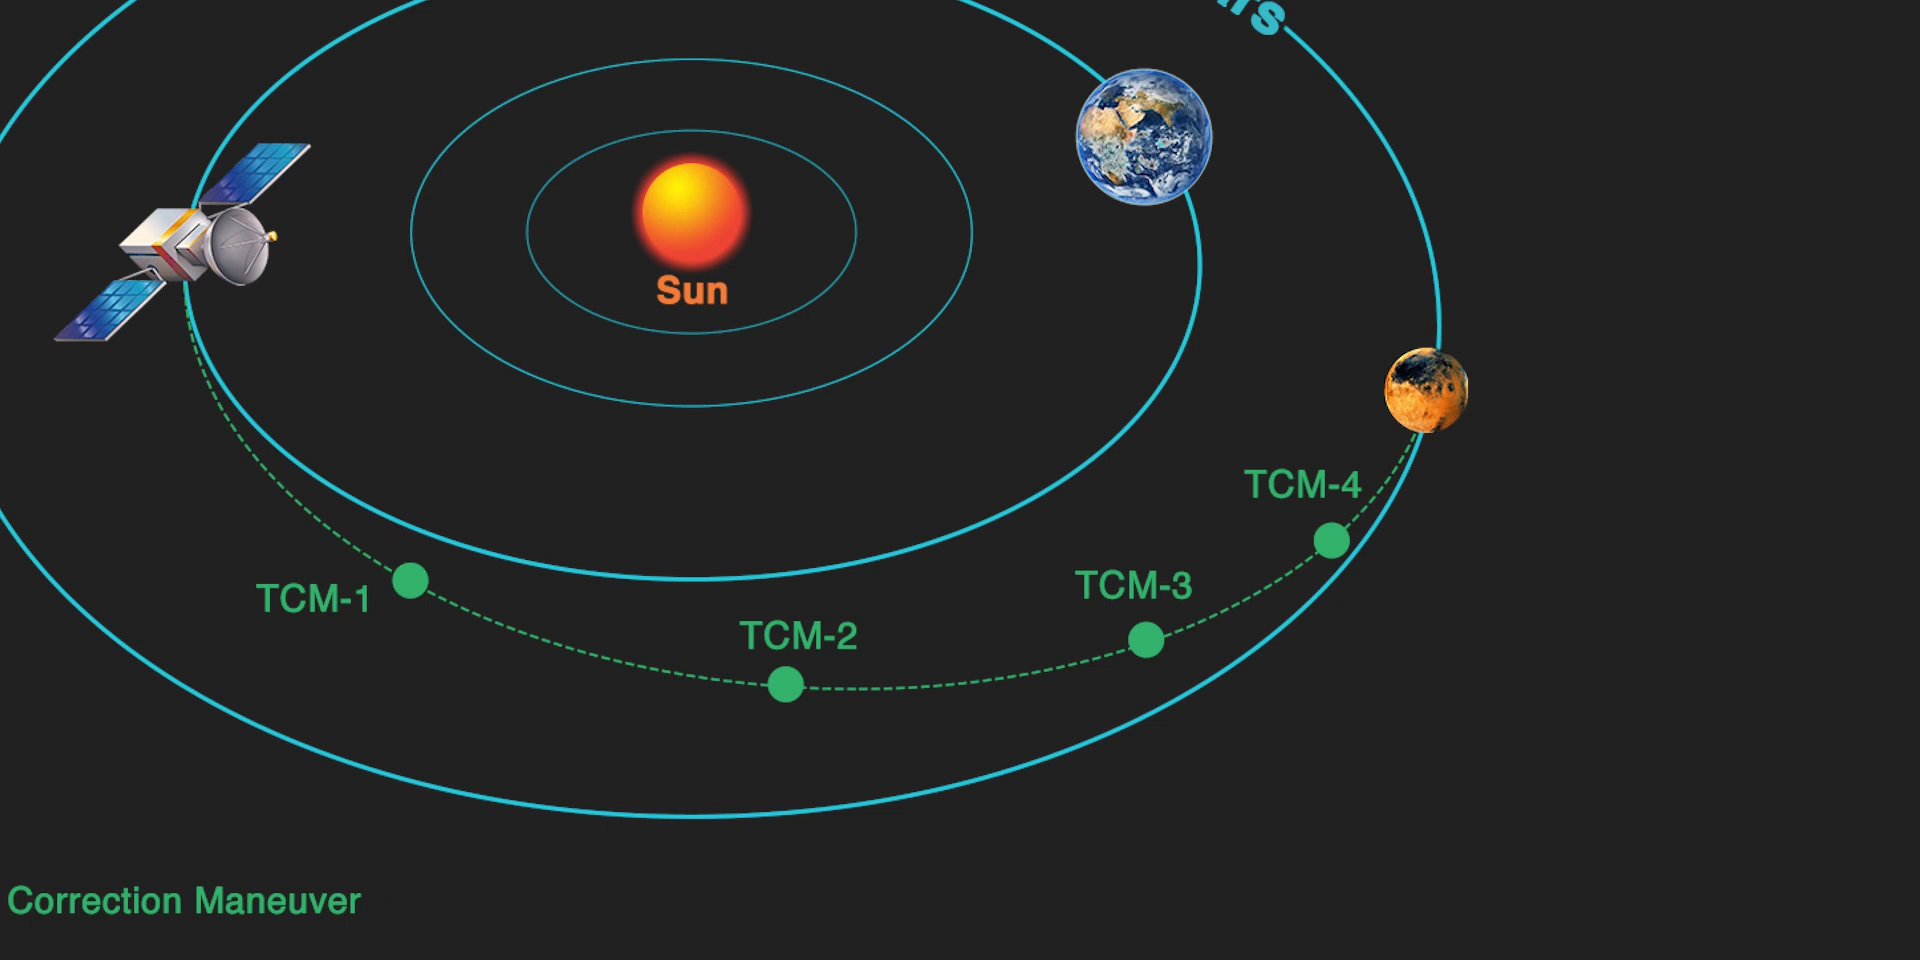 Sun
TCM-4
TCM-3
TCM-1
TCM-2
Correction Maneuver